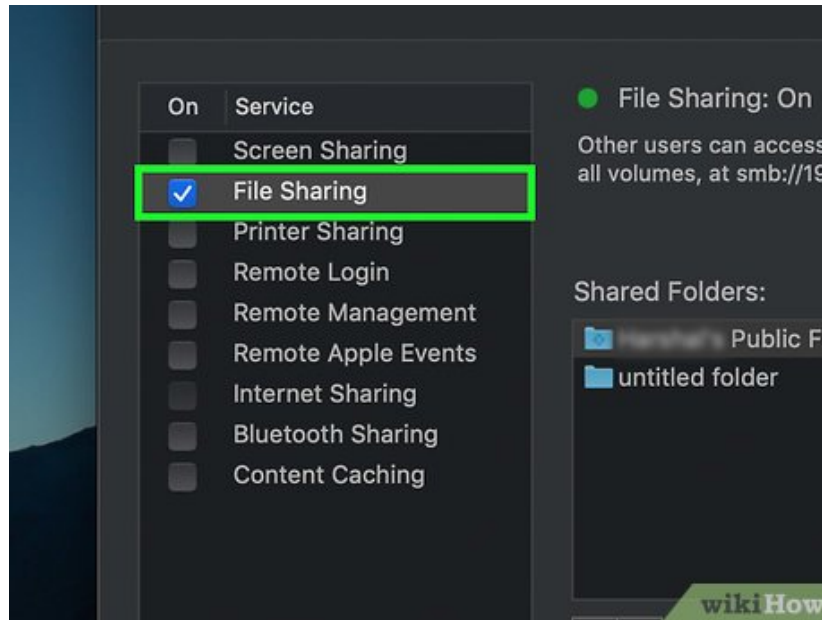 On Service
Screen Sharing
File Sharing
Printer Sharing
Remote Login
Remote Management
Remote Apple Events
Internet Sharing
Bluetooth Sharing
Content Caching
File Sharing: On
Other users can access
all volumes, at smb://19
Shared Folders:
Public F
untitled folder
wikiHow